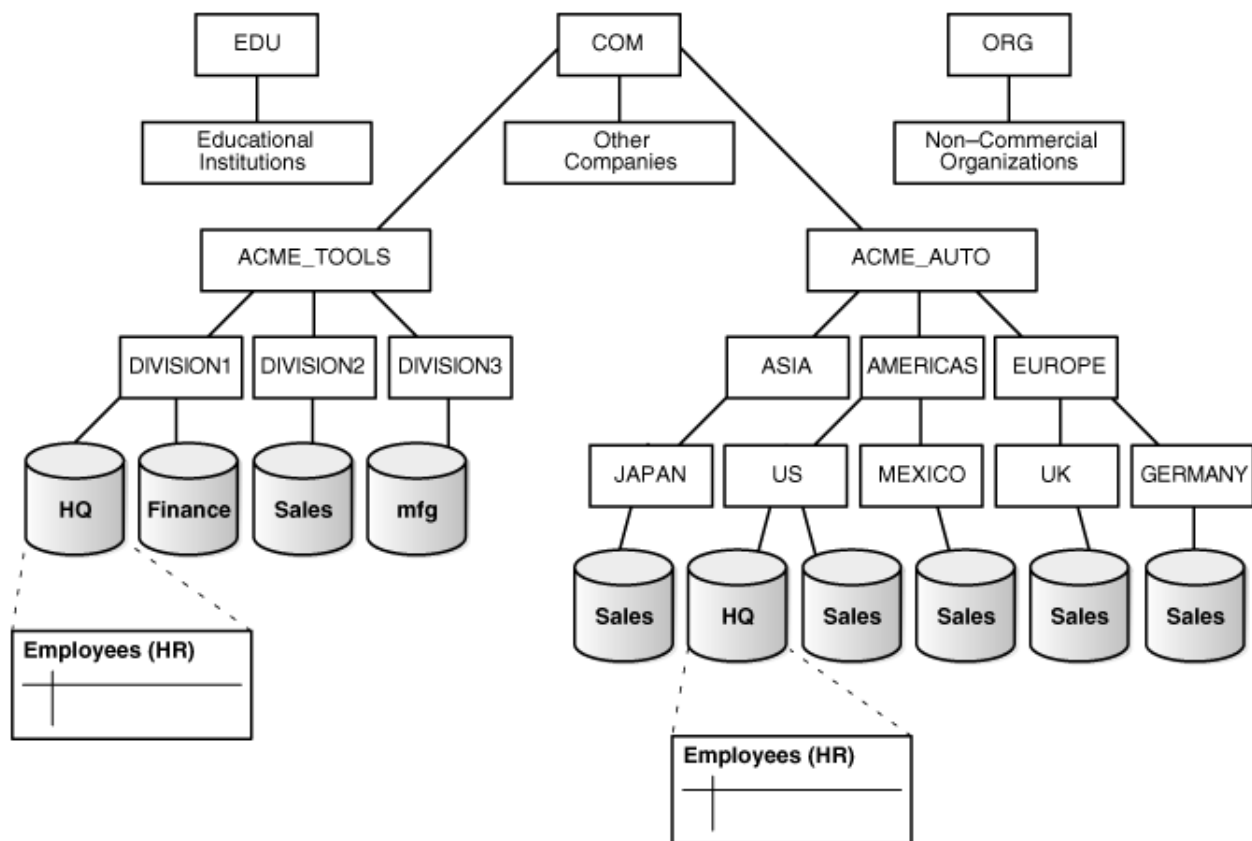 EDU
COM
ORG
Educational
Institutions
Other
Companies
Non–Commercial
Organizations
ACME_TOOLS
ACME_AUTO
DIVISION1
DIVISION2
DIVISION3
ASIA
AMERICAS
EUROPE
HQ
Finance
Sales
mfg
JAPAN
US
MEXICO
UK
GERMANY
Sales
HQ
Sales
Sales
Sales
Sales
Employees (HR)
Employees (HR)